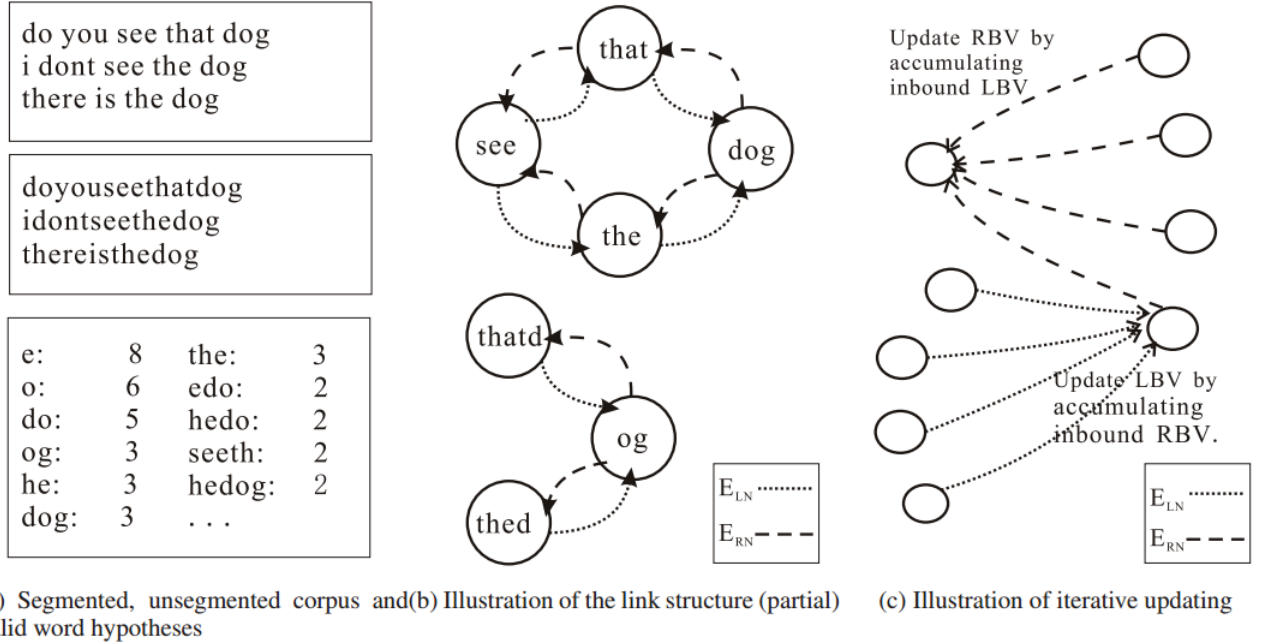 do you see that dog
i dont see the dog
there is the dog
doyouseethatdog
idontseethedog
thereisthedog
e: 8 the: 3
o: 6 edo: 2
do: 5 hedo: 2
og: 3 seeth: 2
he: 3 hedog: 2
dog: 3 . . .
that
see
dog
the
thatd
og
thed
E_LN
E_RN
Update RBV by
accumulating
inbound LBV
Update LBV by
accumulating
inbound RBV.
E_LN
E_RN
) Segmented, unsegmented corpus and
lid word hypotheses
(b) Illustration of the link structure (partial)
(c) Illustration of iterative updating